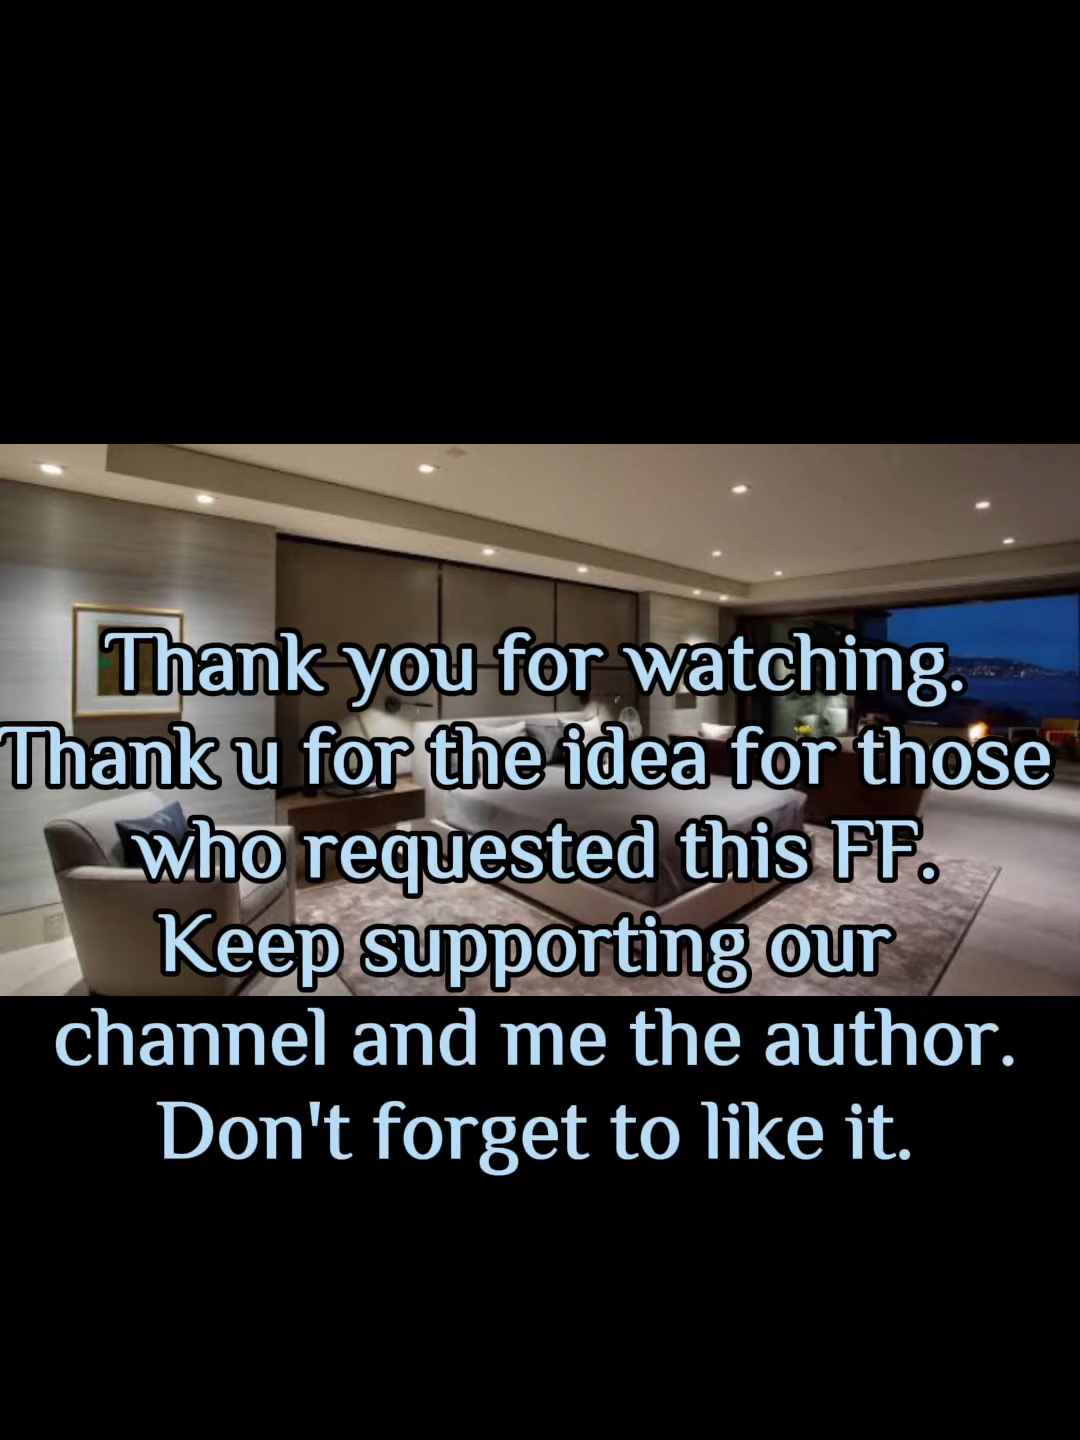 Thank you for watching.
Thank u for the idea for those
who requested this FF.
Keep supporting our
channel and me the author.
Don't forget to like it.